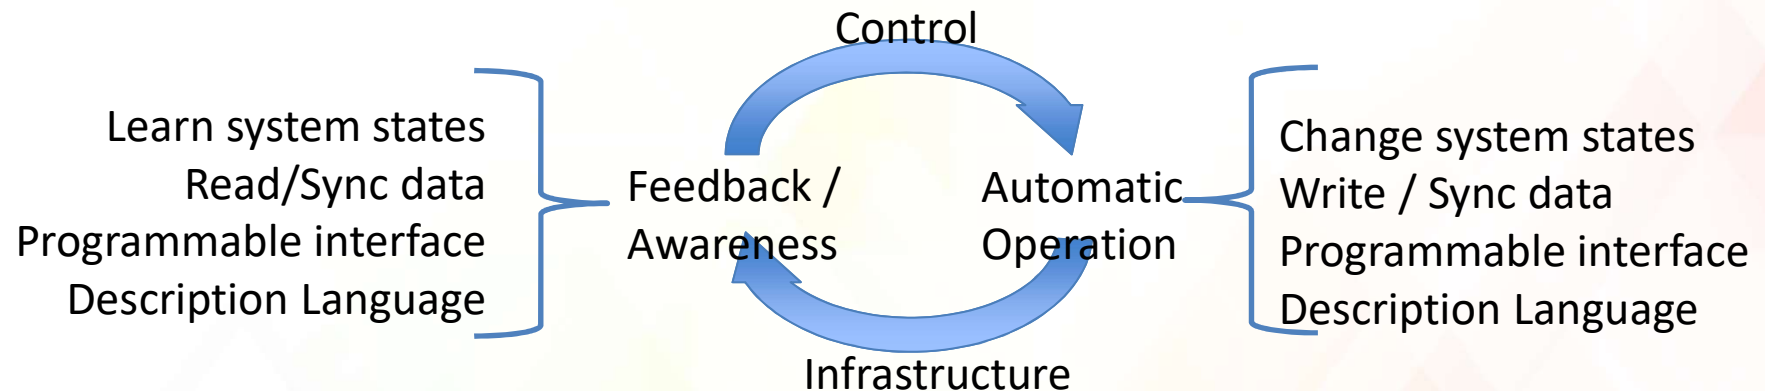 Control
Learn system states
Read/Sync data
Programmable interface
Description Language
Feedback /
Awareness
Automatic
Operation
Change system states
Write / Sync data
Programmable interface
Description Language
Infrastructure